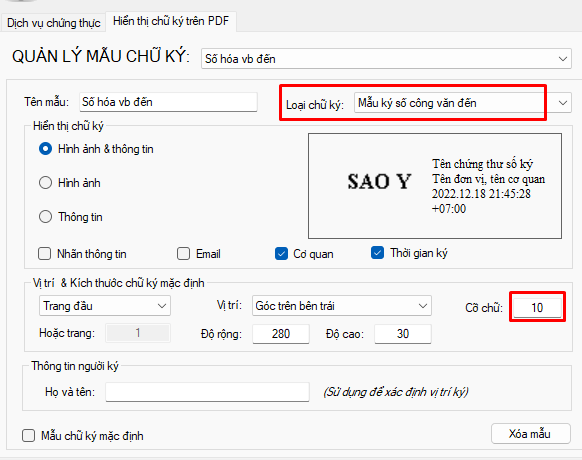 Dịch vụ chứng thực Hiển thị chữ ký trên PDF
QUẢN LÝ MẪU CHỮ KÝ: Số hóa vb đến
Tên mẫu: Số hóa vb đến Loại chữ ký: Mẫu ký số công văn đến
Hiển thị chữ ký
Hình ảnh & thông tin
Hình ảnh
Thông tin
SAO Y
Tên chứng thư số ký
Tên đơn vị, tên cơ quan
2022.12.18 21:45:28
+07:00
Nhãn thông tin Email Cơ quan Thời gian ký
Vị trí & Kích thước chữ ký mặc định
Trang đầu Vị trí: Góc trên bên trái Cỡ chữ: 10
Hoặc trang: 1 Độ rộng: 280 Độ cao: 30
Thông tin người ký
Họ và tên: (Sử dụng để xác định vị trí ký)
Mẫu chữ ký mặc định Xóa mẫu